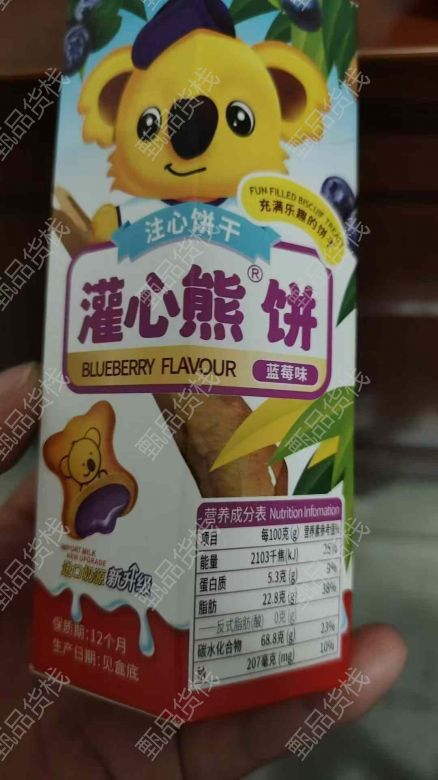 FUN FILLED BISCUIT TREATS
充满乐趣的饼干
注心饼干
灌心熊®饼
BLUEBERRY FLAVOUR 蓝莓味
IMPORT MILK
NEW UPGRADE
进口奶源 新升级
保质期:12个月
生产日期:见盒底
营养成分表 Nutrition Infomation
项目 每100克(g) 营养素参考值%
能量 2103千焦(kJ) 25%
蛋白质 5.3克(g) 9%
脂肪 22.8克(g) 38%
—反式脂肪(酸) 0克(g)
碳水化合物 68.8克(g) 23%
207毫克(mg) 10%
甄品货栈